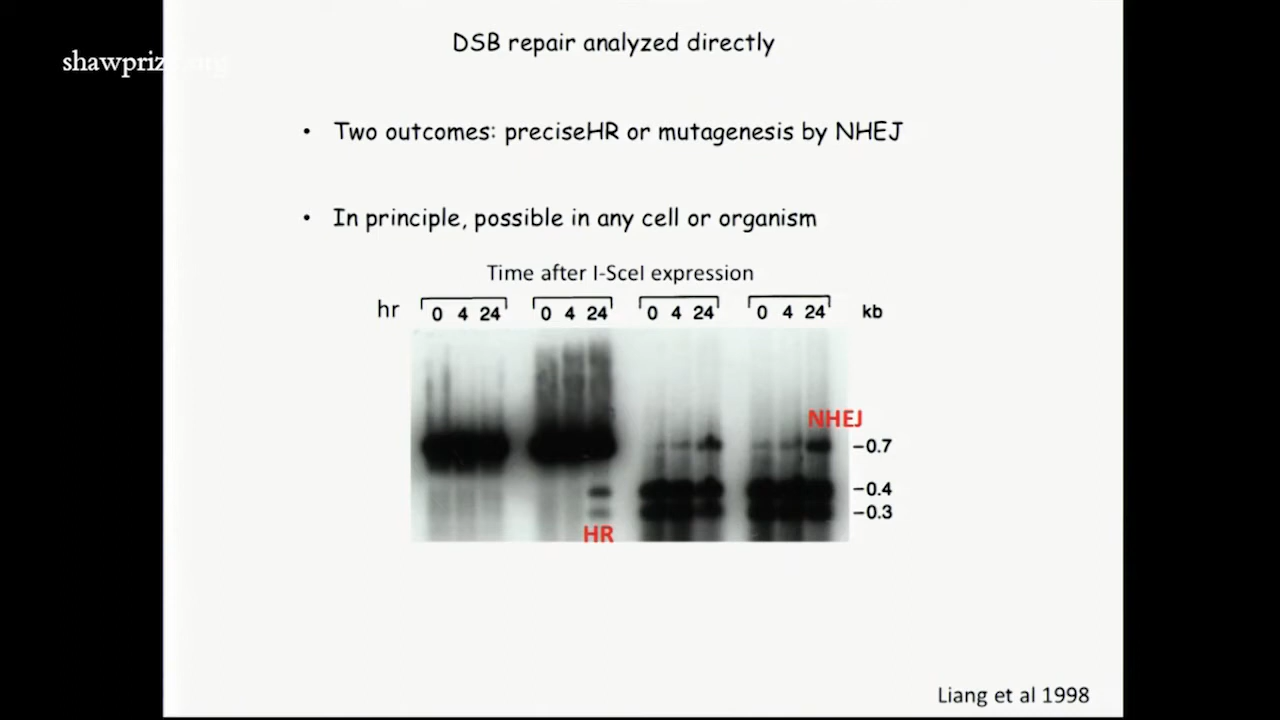 DSB repair analyzed directly
shawprize.org
• Two outcomes: preciseHR or mutagenesis by NHEJ
• In principle, possible in any cell or organism
Time after I-SceI expression
hr 0 4 24 0 4 24 0 4 24 0 4 24 kb
NHEJ
–0.7
–0.4
–0.3
HR
Liang et al 1998